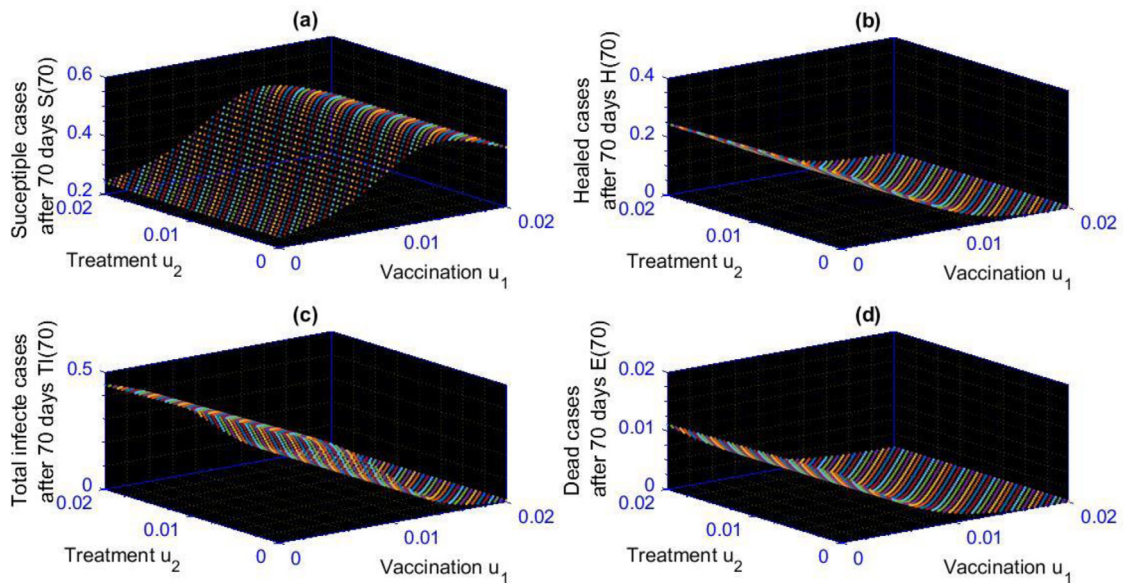 (a)
Suceptiple cases
after 70 days S(70)
0.6
0.4
0.2
0.02
0.01
0
0
0.01
0.02
Treatment u2
Vaccination u1
(b)
Healed cases
after 70 days H(70)
0.4
0.2
0
0.02
0.01
0
0
0.01
0.02
Treatment u2
Vaccination u1
(c)
Total infecte cases
after 70 days TI(70)
0.5
0
0.02
0.01
0
0
0.01
0.02
Treatment u2
Vaccination u1
(d)
Dead cases
after 70 days E(70)
0.02
0.01
0
0.02
0.01
0
0
0.01
0.02
Treatment u2
Vaccination u1